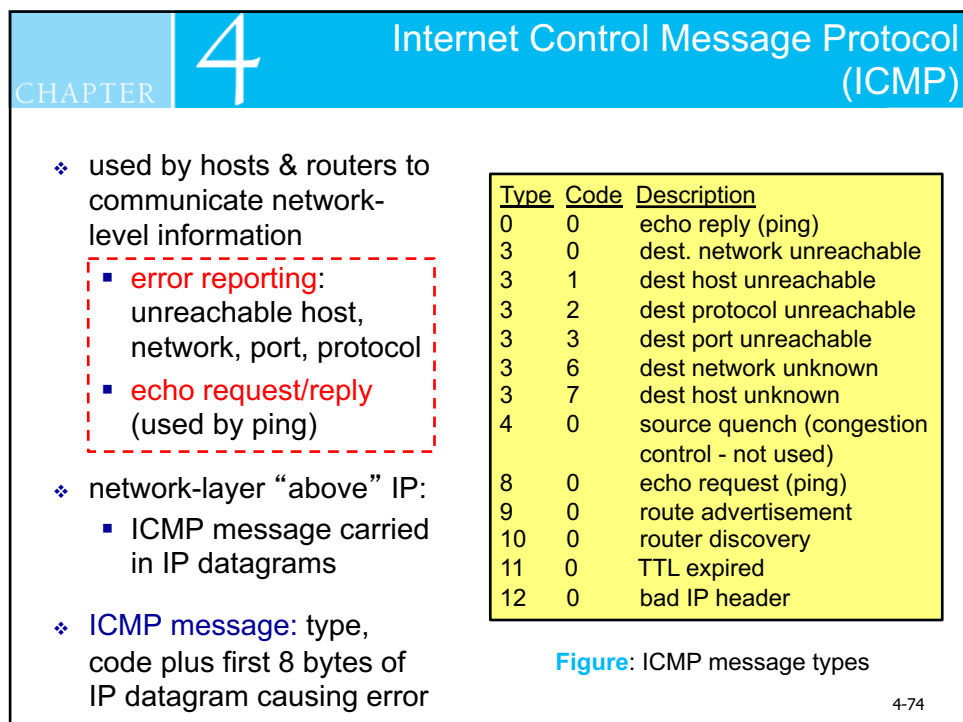 CHAPTER 4
Internet Control Message Protocol
(ICMP)
❖ used by hosts & routers to
communicate network-
level information
▪ error reporting:
unreachable host,
network, port, protocol
▪ echo request/reply
(used by ping)
❖ network-layer “above” IP:
▪ ICMP message carried
in IP datagrams
❖ ICMP message: type,
code plus first 8 bytes of
IP datagram causing error
Type Code Description
0 0 echo reply (ping)
3 0 dest. network unreachable
3 1 dest host unreachable
3 2 dest protocol unreachable
3 3 dest port unreachable
3 6 dest network unknown
3 7 dest host unknown
4 0 source quench (congestion
control - not used)
8 0 echo request (ping)
9 0 route advertisement
10 0 router discovery
11 0 TTL expired
12 0 bad IP header
Figure: ICMP message types
4-74